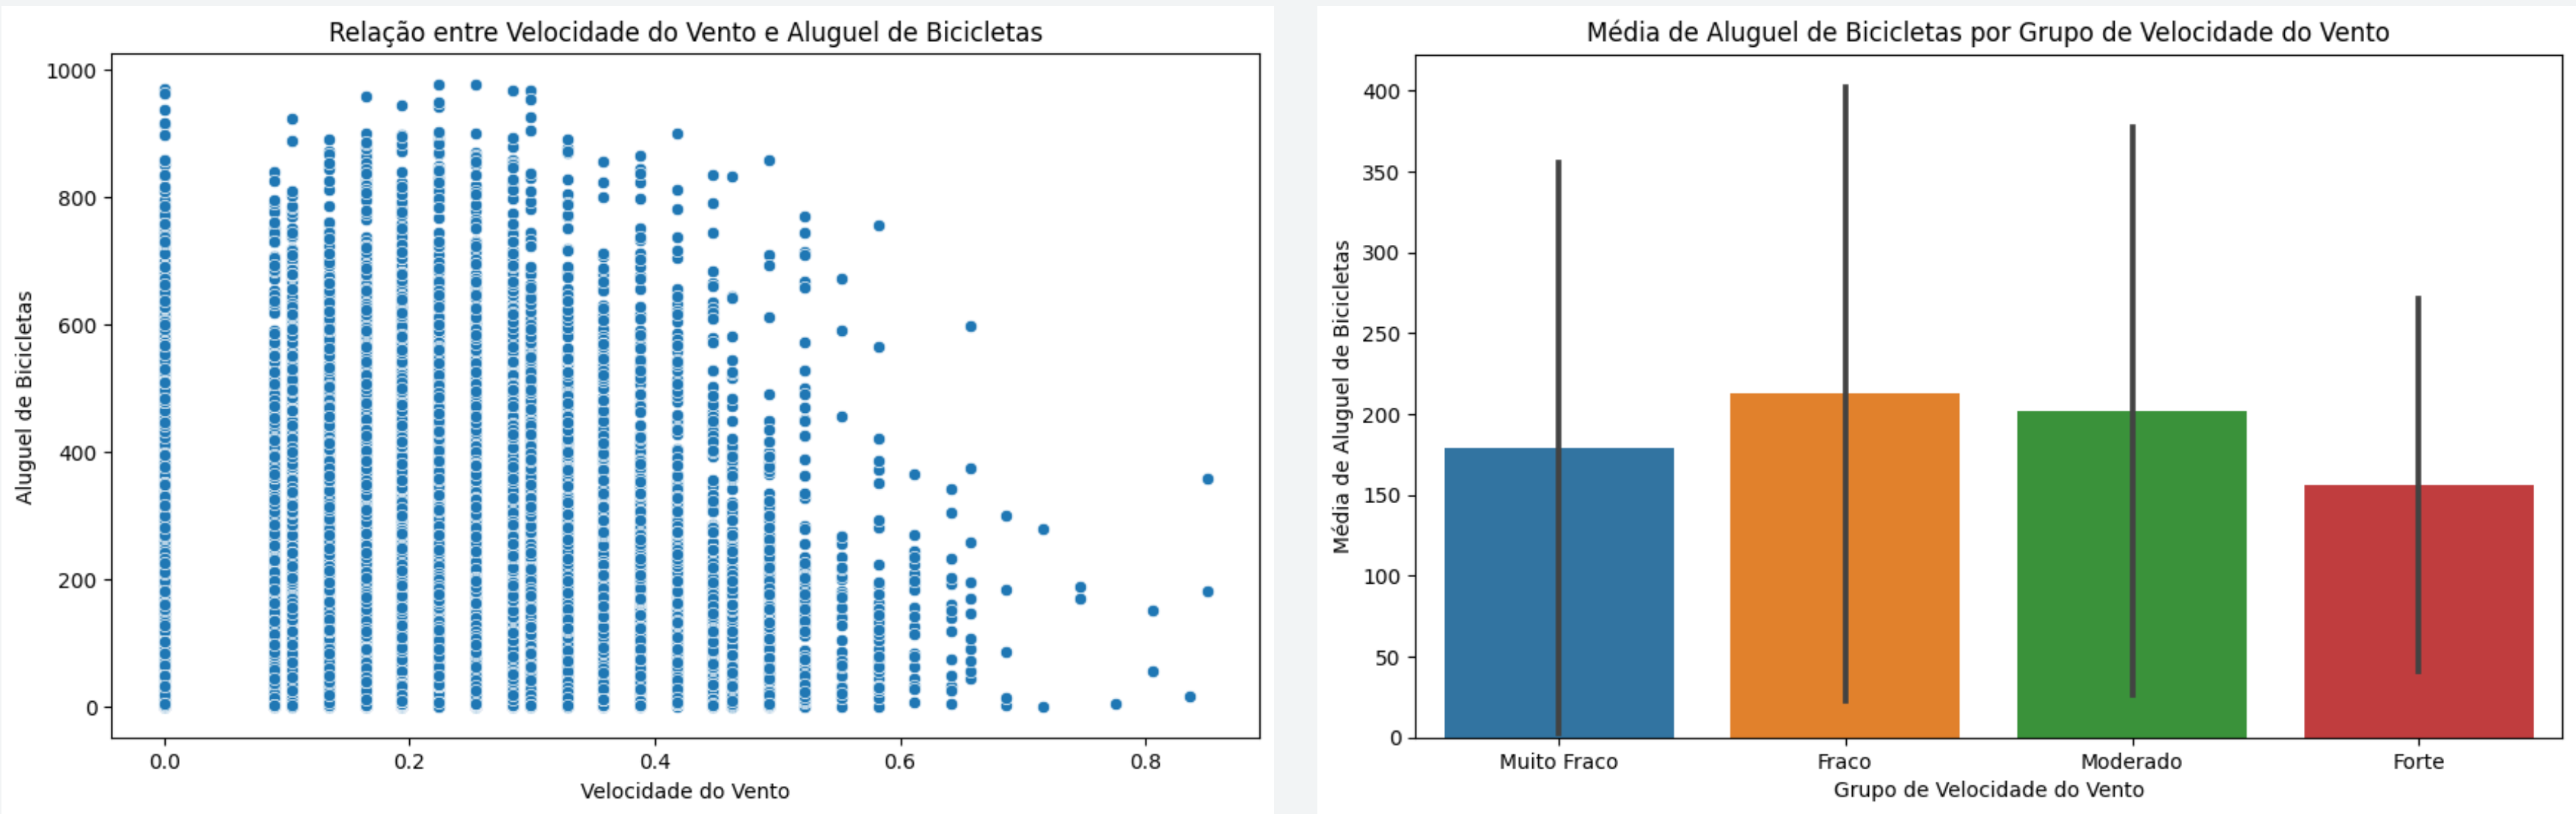 Relação entre Velocidade do Vento e Aluguel de Bicicletas
1000
800
600
400
200
0
Aluguel de Bicicletas
0.0 0.2 0.4 0.6 0.8
Velocidade do Vento
Média de Aluguel de Bicicletas por Grupo de Velocidade do Vento
400
350
300
250
200
150
100
50
0
Média de Aluguel de Bicicletas
Muito Fraco Fraco Moderado Forte
Grupo de Velocidade do Vento